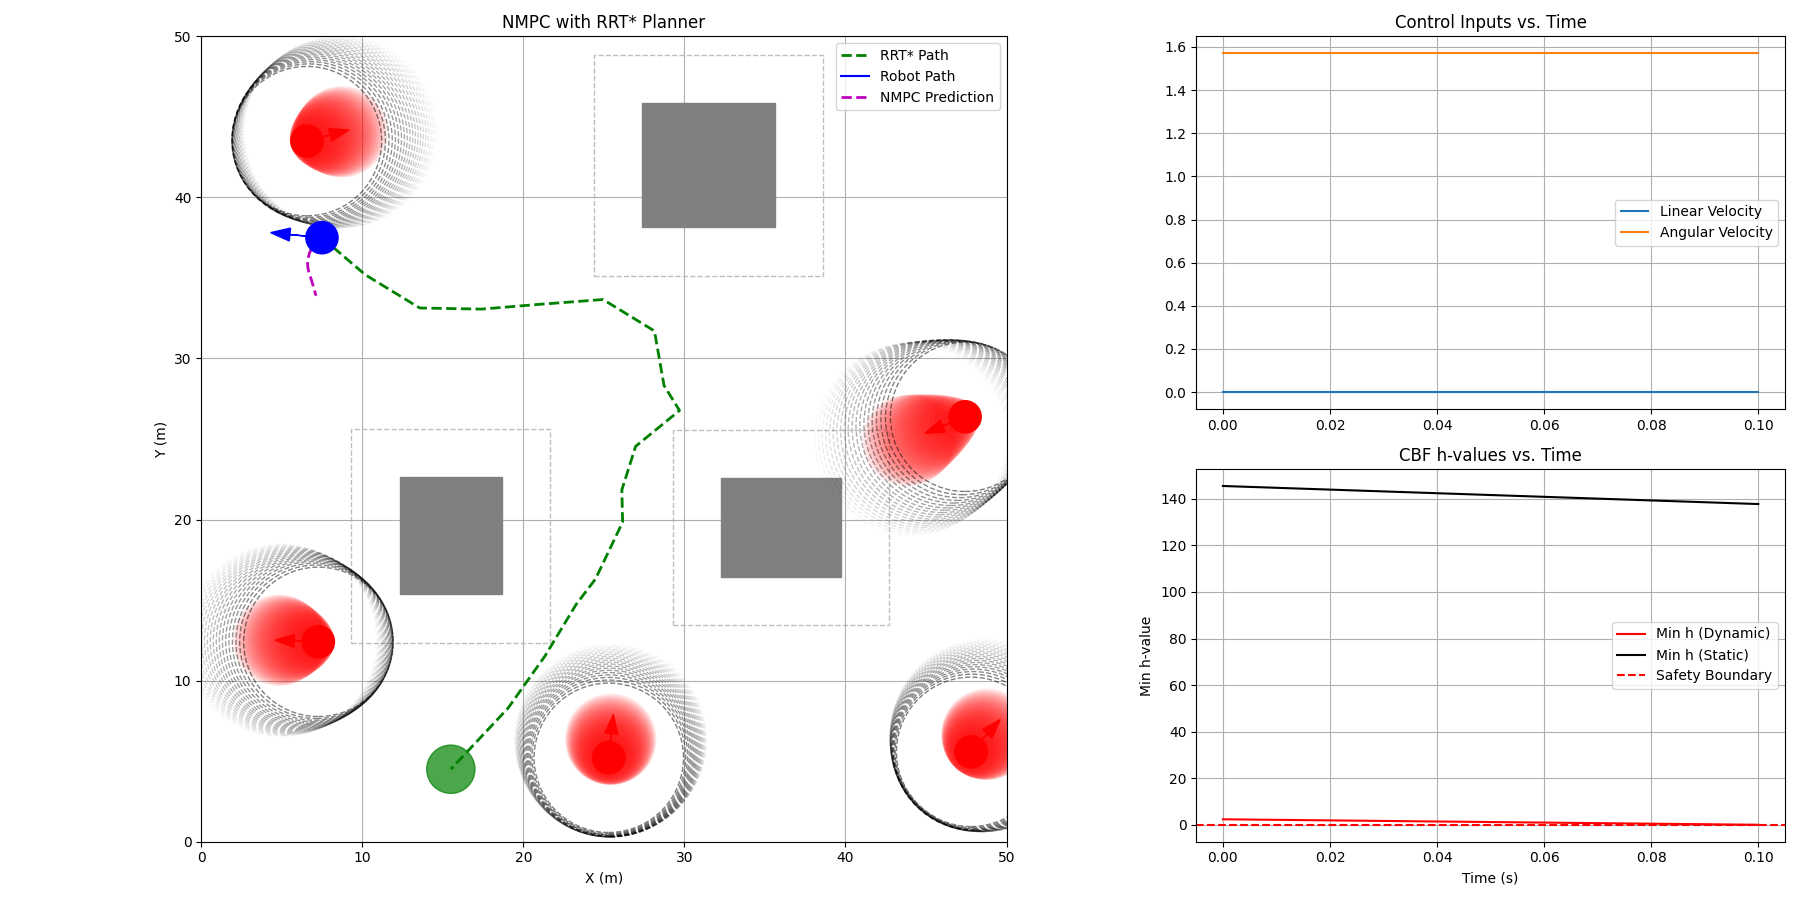 NMPC with RRT* Planner
50
40
30
20
10
0
Y (m)
0 10 20 30 40 50
X (m)
RRT* Path
Robot Path
NMPC Prediction
Control Inputs vs. Time
1.6
1.4
1.2
1.0
0.8
0.6
0.4
0.2
0.0
0.00 0.02 0.04 0.06 0.08 0.10
Linear Velocity
Angular Velocity
CBF h-values vs. Time
140
120
100
80
60
40
20
0
Min h-value
0.00 0.02 0.04 0.06 0.08 0.10
Time (s)
Min h (Dynamic)
Min h (Static)
Safety Boundary